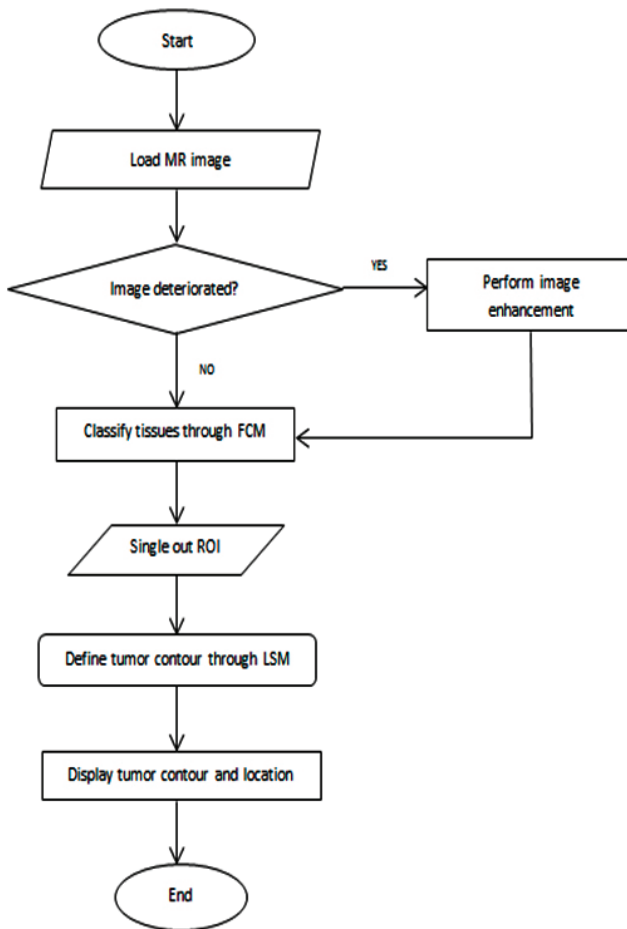 Start
Load MR image
Image deteriorated?
YES
Perform image
enhancement
NO
Classify tissues through FCM
Single out ROI
Define tumor contour through LSM
Display tumor contour and location
End